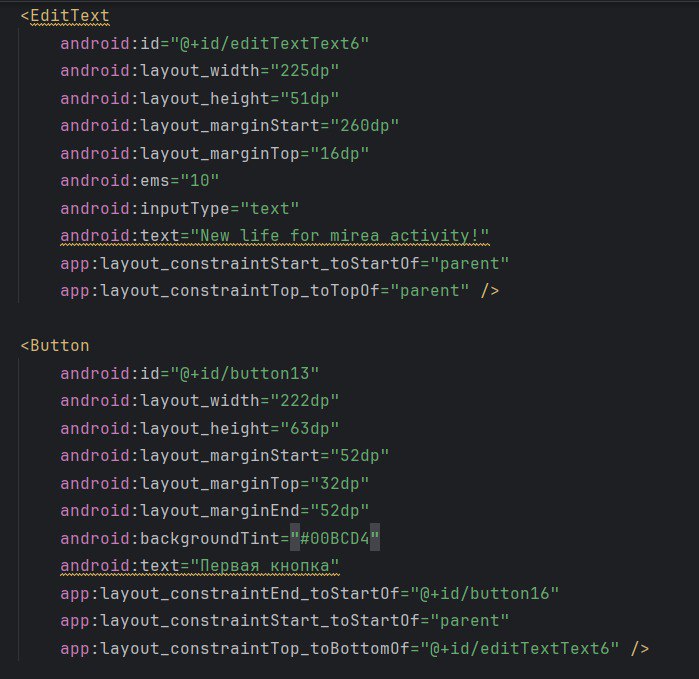 <EditText
android:id="@+id/editTextText6"
android:layout_width="225dp"
android:layout_height="51dp"
android:layout_marginStart="260dp"
android:layout_marginTop="16dp"
android:ems="10"
android:inputType="text"
android:text="New life for mirea activity!"
app:layout_constraintStart_toStartOf="parent"
app:layout_constraintTop_toTopOf="parent" />
<Button
android:id="@+id/button13"
android:layout_width="222dp"
android:layout_height="63dp"
android:layout_marginStart="52dp"
android:layout_marginTop="32dp"
android:layout_marginEnd="52dp"
android:backgroundTint="#00BCD4"
android:text="Первая кнопка"
app:layout_constraintEnd_toStartOf="@+id/button16"
app:layout_constraintStart_toStartOf="parent"
app:layout_constraintTop_toBottomOf="@+id/editTextText6" />